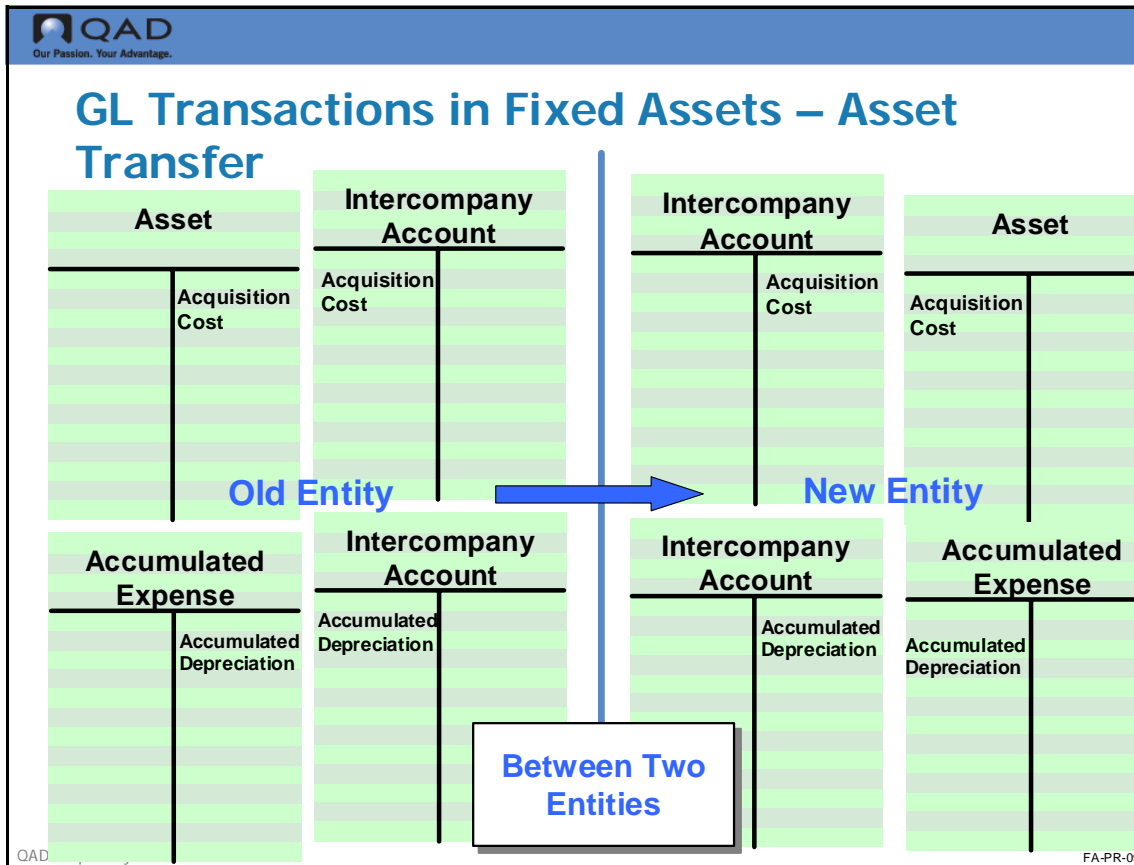 QAD
Our Passion. Your Advantage.
GL Transactions in Fixed Assets – Asset
Transfer
Asset
Acquisition
Cost
Intercompany
Account
Acquisition
Cost
Intercompany
Account
Acquisition
Cost
Asset
Acquisition
Cost
Old Entity
New Entity
Accumulated
Expense
Accumulated
Depreciation
Intercompany
Account
Accumulated
Depreciation
Intercompany
Account
Accumulated
Depreciation
Accumulated
Expense
Accumulated
Depreciation
Between Two
Entities
QAD
FA-PR-0